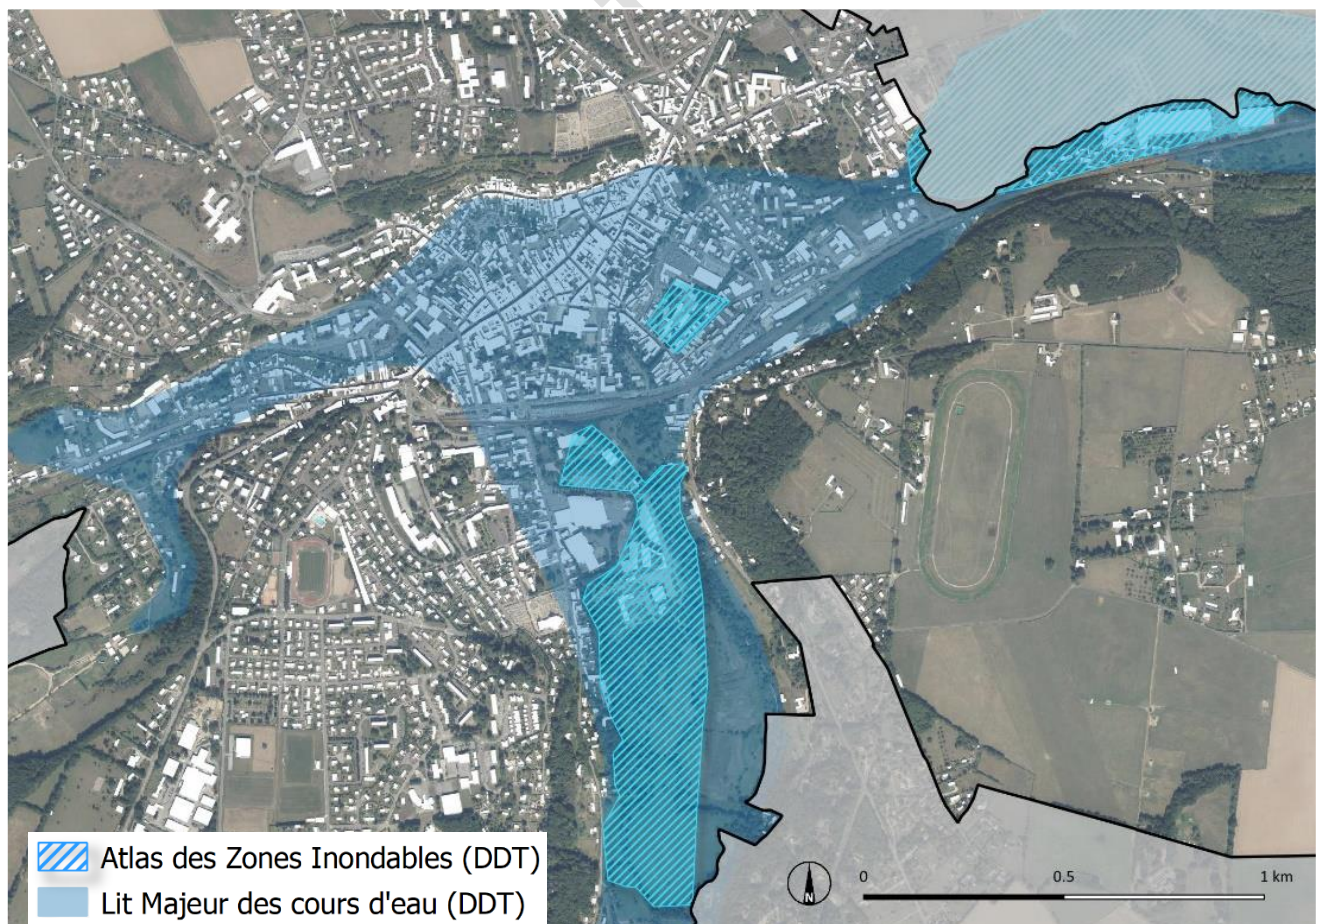 Atlas des Zones Inondables (DDT)
Lit Majeur des cours d'eau (DDT)
N
0 0.5 1 km